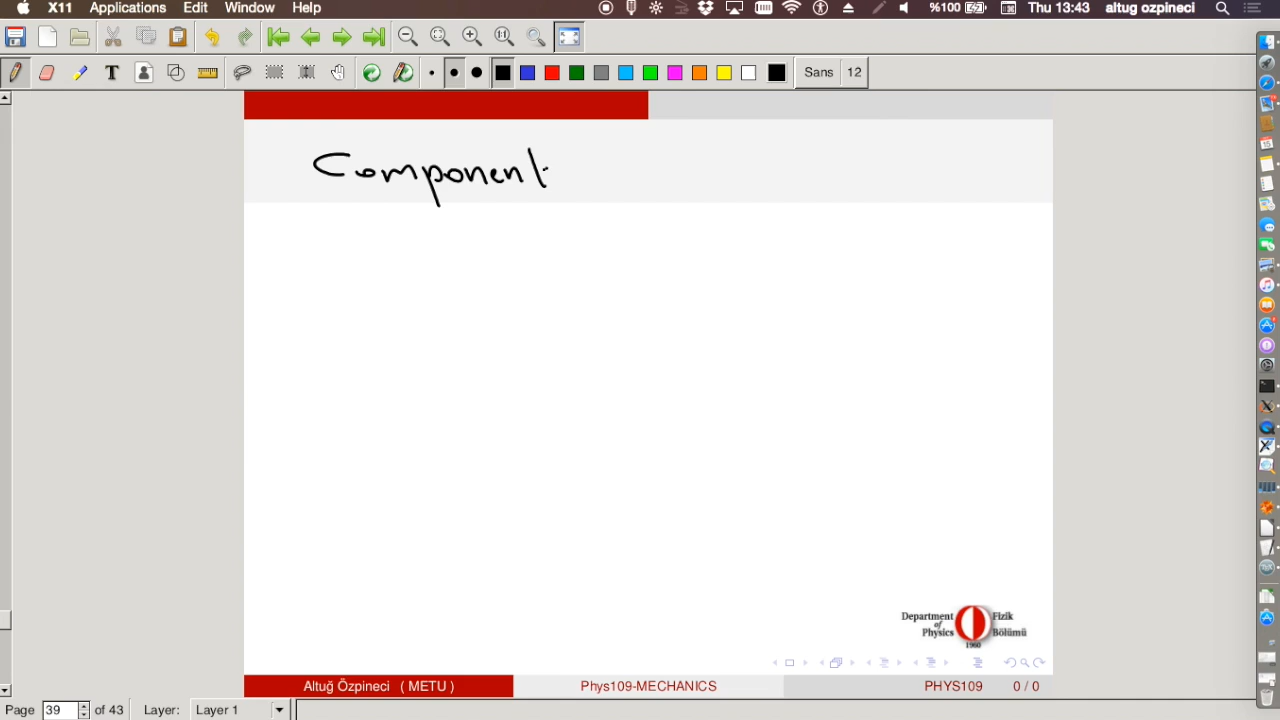 X11 Applications Edit Window Help %100 Thu 13:43 altug ozpineci
Sans 12
Component
Department of Physics
Fizik Bölümü
1960
Altuğ Özpineci ( METU ) Phys109-MECHANICS PHYS109 0 / 0
Page 39 of 43 Layer: Layer 1